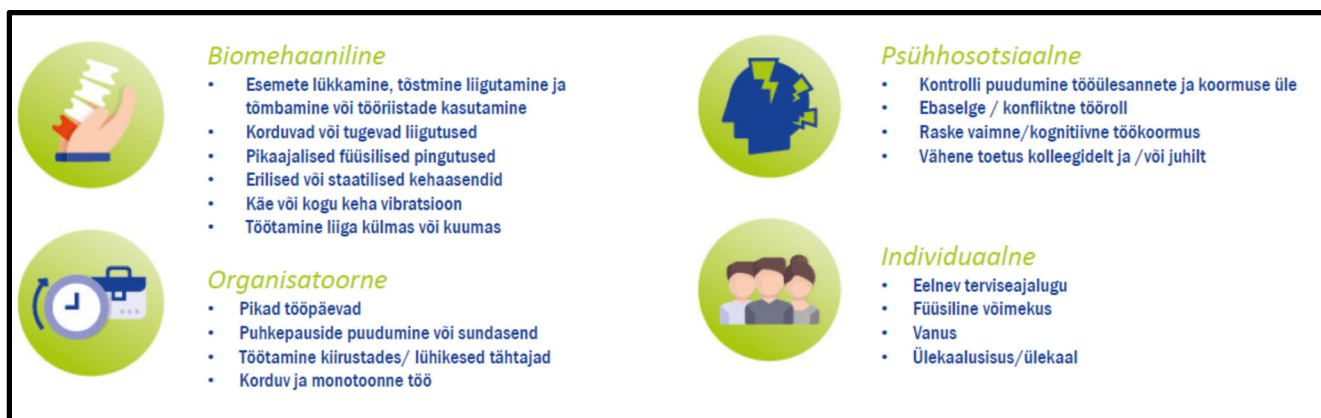 Biomehaaniline
• Esemete lükkamine, tõstmine liigutamine ja
tõmbamine või tööriistade kasutamine
• Korduvad või tugevad liigutused
• Pikaajalised füüsilised pingutused
• Erilised või staatilised kehaasendid
• Käe või kogu keha vibratsioon
• Töötamine liiga külmas või kuumas
Organisatoorne
• Pikad tööpäevad
• Puhkepauside puudumine või sundasend
• Töötamine kiirustades/ lühikesed tähtajad
• Korduv ja monotoonne töö
Psühhosotsiaalne
• Kontrolli puudumine tööülesannete ja koormuse üle
• Ebaselge / konfliktne tööroll
• Raske vaimne/kognitiivne töökoormus
• Vähene toetus kolleegidelt ja /või juhilt
Individuaalne
• Eelnev terviseajalugu
• Füüsiline võimekus
• Vanus
• Ülekaalusisus/ülekaal